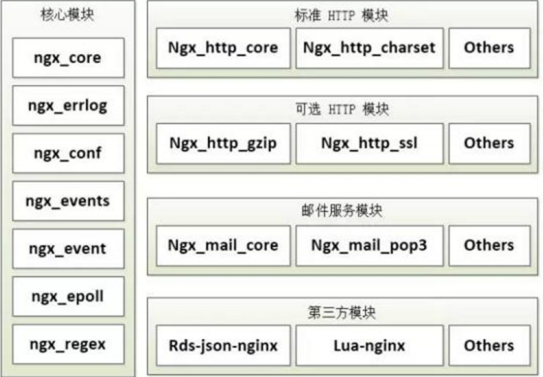 核心模块
ngx_core
ngx_errlog
ngx_conf
ngx_events
ngx_event
ngx_epoll
ngx_regex
标准 HTTP 模块
Ngx_http_core Ngx_http_charset Others
可选 HTTP 模块
Ngx_http_gzip Ngx_http_ssl Others
邮件服务模块
Ngx_mail_core Ngx_mail_pop3 Others
第三方模块
Rds-json-nginx Lua-nginx Others